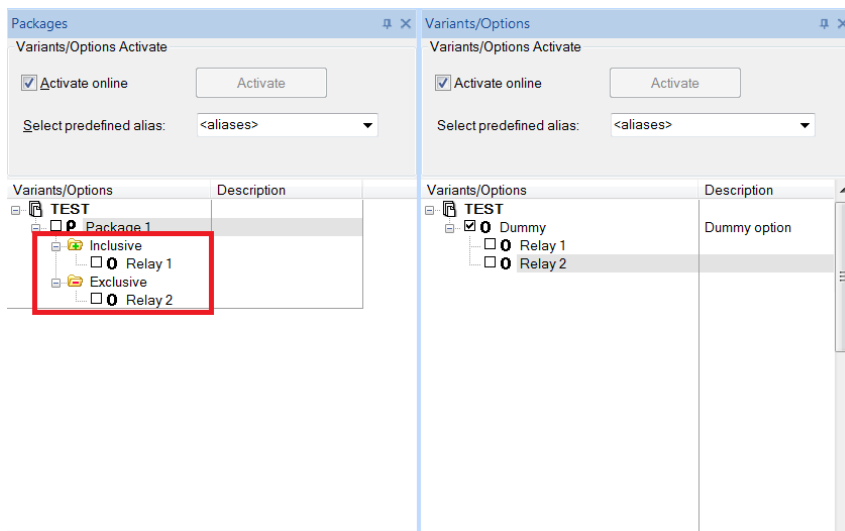 Packages
Variants/Options Activate
Activate online
Activate
Select predefined alias:
<aliases>
Variants/Options
Description
TEST
P Package 1
Inclusive
O Relay 1
Exclusive
O Relay 2
Variants/Options
Variants/Options Activate
Activate online
Activate
Select predefined alias:
<aliases>
Variants/Options
Description
TEST
O Dummy
Dummy option
O Relay 1
O Relay 2